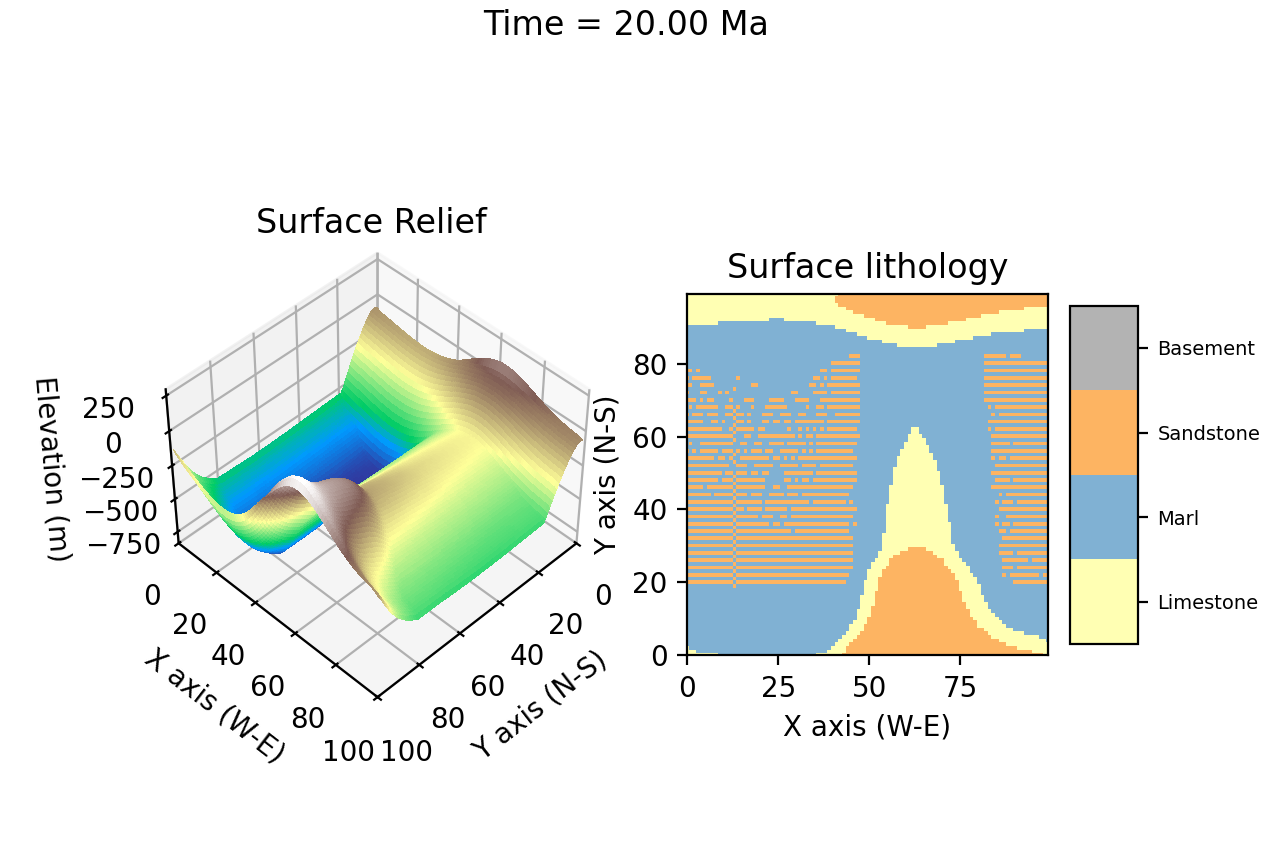 Time = 20.00 Ma
Surface Relief
Elevation (m)
250
0
−250
−500
−750
0
20
40
60
80
100
X axis (W-E)
100
80
60
40
20
0
Y axis (N-S)
Surface lithology
Y axis (N-S)
80
60
40
20
0
0
25
50
75
X axis (W-E)
Basement
Sandstone
Marl
Limestone